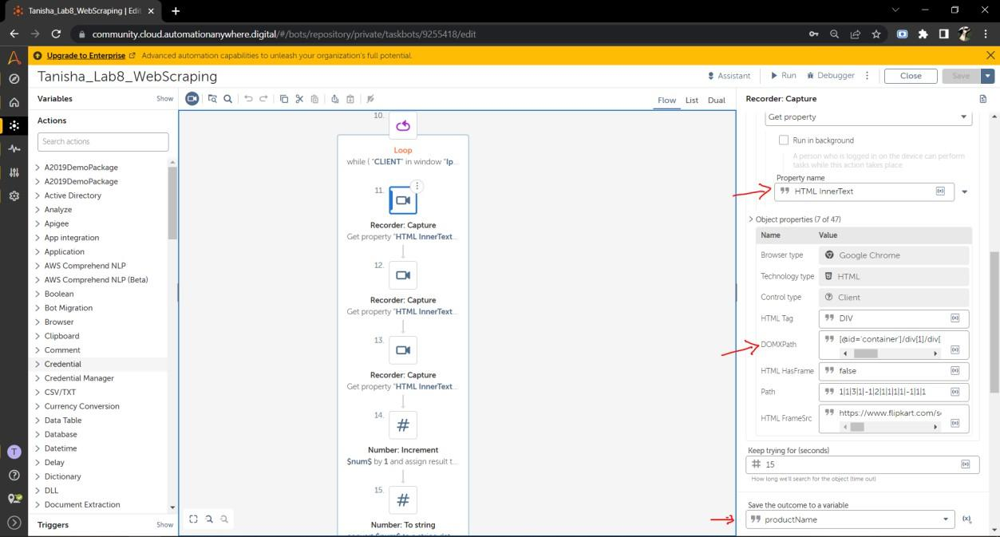 Tanisha_Lab8_WebScraping | Edit
community.cloud.automationanywhere.digital/#/bots/repository/private/taskbots/9255418/edit
Upgrade to Enterprise Advanced automation capabilities to unleash your organization's full potential.
Tanisha_Lab8_WebScraping
Assistant Run Debugger Close Save
Variables Show
Flow List Dual
Recorder: Capture
Actions
Search actions
A2019DemoPackage
A2019DemoPackage
Active Directory
Analyze
Apigee
App integration
Application
AWS Comprehend NLP
AWS Comprehend NLP (Beta)
Boolean
Bot Migration
Browser
Clipboard
Comment
Credential
Credential Manager
CSV/TXT
Currency Conversion
Data Table
Database
Datetime
Delay
Dictionary
DLL
Document Extraction
Triggers Show
T
10.
Loop
while ( "CLIENT" in window "Ip...
11.
Recorder: Capture
Get property "HTML InnerText...
12.
Recorder: Capture
Get property "HTML InnerText...
13.
Recorder: Capture
Get property "HTML InnerText...
14.
#
Number: Increment
$num$ by 1 and assign result t...
15.
#
Number: To string
Get property
Run in background
A person who is logged in on the device can perform
tasks while this action takes place
Property name
HTML InnerText
Object properties (7 of 47)
Name Value
Browser type Google Chrome
Technology type HTML
Control type Client
HTML Tag DIV
DOMXPath [@id='container']/div[1]/div[
HTML HasFrame false
Path 1|1|3|1|-1|2|1|1|1|1|-1|1|1
HTML FrameSrc https://www.flipkart.com/se
Keep trying for (seconds)
# 15
How long we'll search for the object (time out)
Save the outcome to a variable
productName